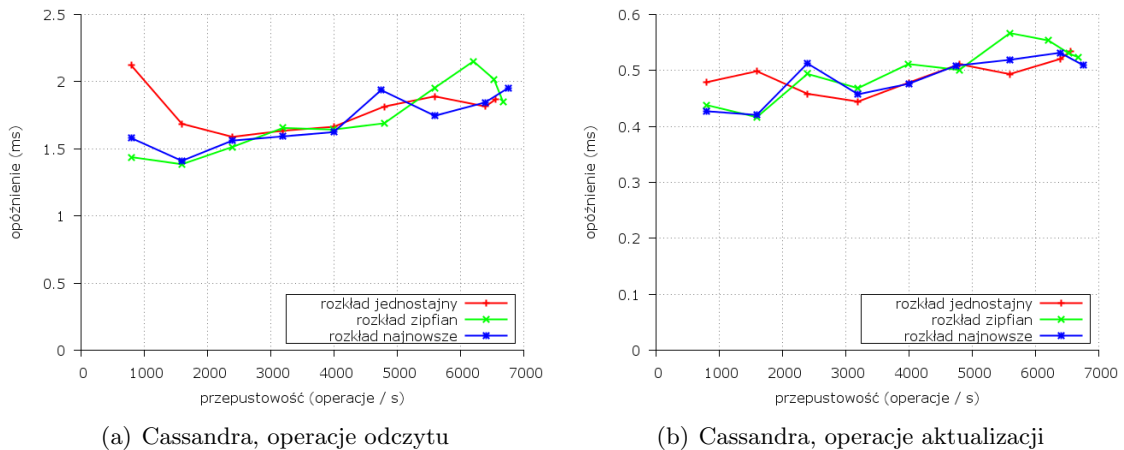 2.5
2
1.5
1
0.5
0
0 1000 2000 3000 4000 5000 6000 7000
opóźnienie (ms)
przepustowość (operacje / s)
rozkład jednostajny
rozkład zipfian
rozkład najnowsze
(a) Cassandra, operacje odczytu
0.6
0.5
0.4
0.3
0.2
0.1
0
0 1000 2000 3000 4000 5000 6000 7000
opóźnienie (ms)
przepustowość (operacje / s)
rozkład jednostajny
rozkład zipfian
rozkład najnowsze
(b) Cassandra, operacje aktualizacji